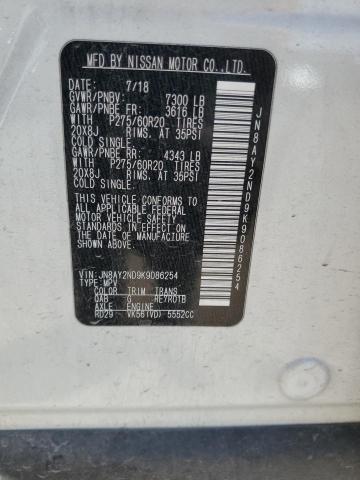 MFD BY NISSAN MOTOR CO.,LTD.
DATE: 7/18
GVWR/PNBV: 7300 LB
GAWR/PNBE FR: 3616 LB
WITH P275/60R20 TIRES
20X8J RIMS. AT 35PSI
COLD SINGLE.
GAWR/PNBE RR: 4343 LB
WITH P275/60R20 TIRES
20X8J RIMS. AT 35PSI
COLD SINGLE.
THIS VEHICLE CONFORMS
TO ALL APPLICABLE FEDERAL
MOTOR VEHICLE SAFETY
STANDARDS IN EFFECT ON
THE DATE OF MANUFACTURE
SHOWN ABOVE.
VIN: JN8AY2ND9K9086254
TYPE: MPV
COLOR TRIM TRANS
QAB G RE7R01B
AXLE ENGINE
RD29 VK56(VD) 5552CC
JN8AY2ND9K9086254